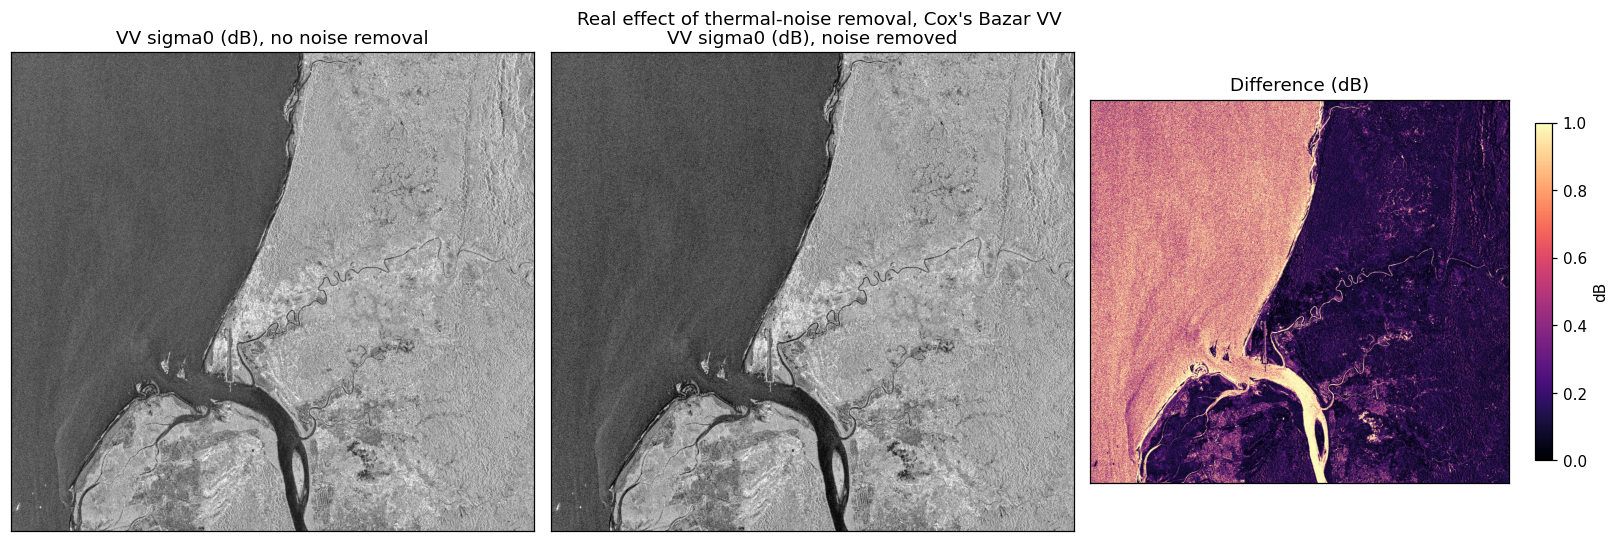 Real effect of thermal-noise removal, Cox's Bazar VV
VV sigma0 (dB), no noise removal
VV sigma0 (dB), noise removed
Difference (dB)
1.0
0.8
0.6
0.4
0.2
0.0
dB